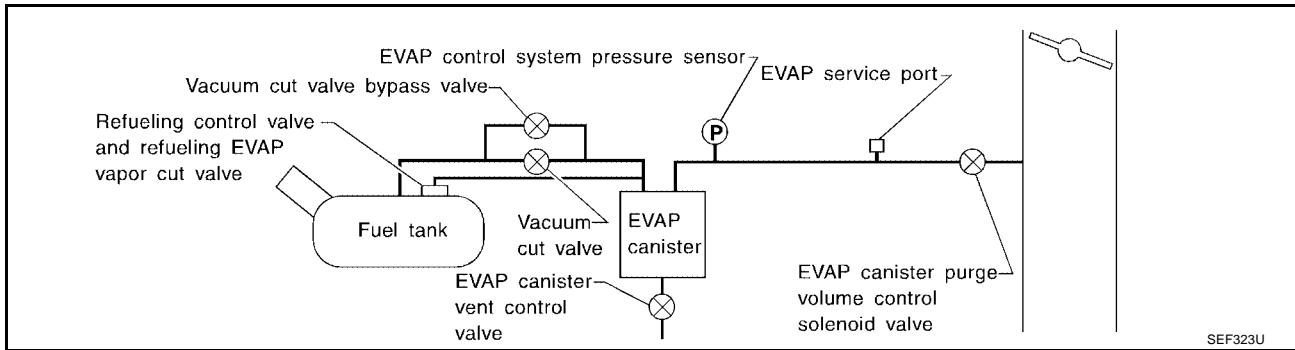 EVAP control system pressure sensor
EVAP service port
Vacuum cut valve bypass valve
Refueling control valve
and refueling EVAP
vapor cut valve
P
Fuel tank
Vacuum
cut valve
EVAP
canister
EVAP canister
vent control
valve
EVAP canister purge
volume control
solenoid valve
SEF323U